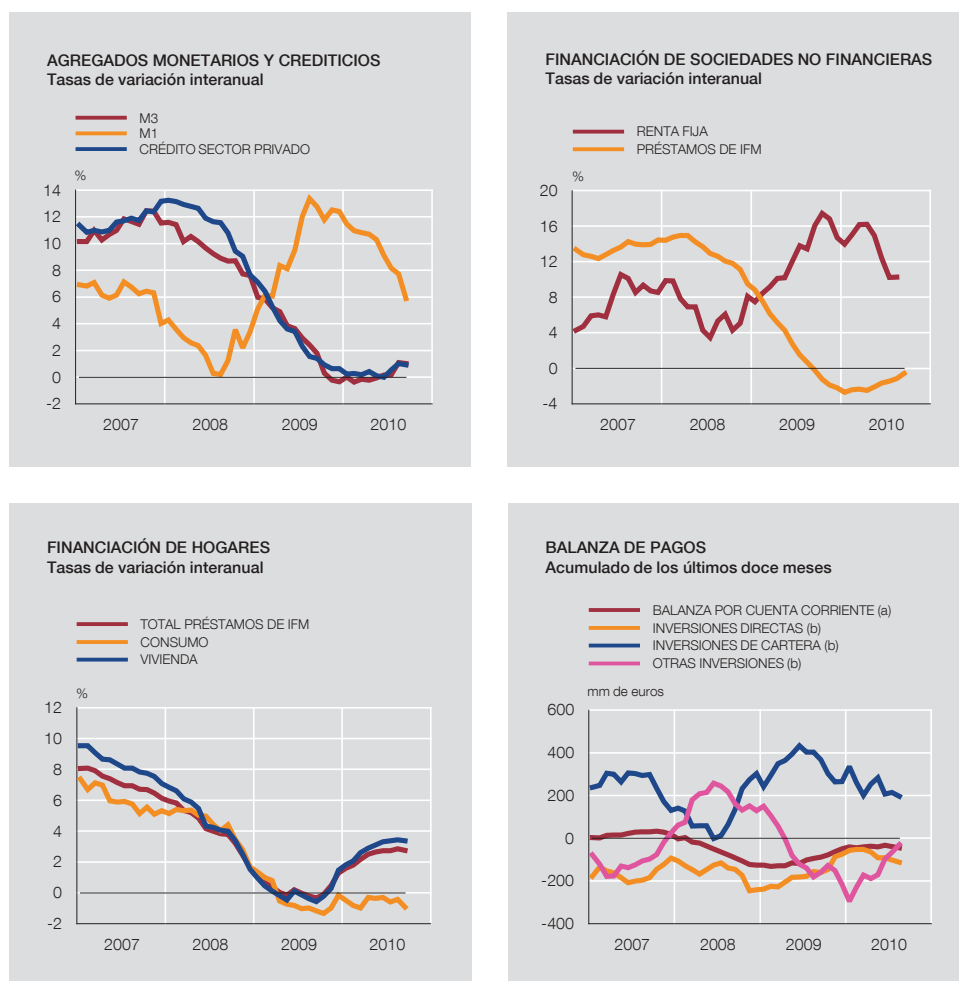 AGREGADOS MONETARIOS Y CREDITICIOS
Tasas de variación interanual
M3
M1
CRÉDITO SECTOR PRIVADO
%
14
12
10
8
6
4
2
0
-2
2007 2008 2009 2010
FINANCIACIÓN DE SOCIEDADES NO FINANCIERAS
Tasas de variación interanual
RENTA FIJA
PRÉSTAMOS DE IFM
%
20
16
12
8
4
0
-4
2007 2008 2009 2010
FINANCIACIÓN DE HOGARES
Tasas de variación interanual
TOTAL PRÉSTAMOS DE IFM
CONSUMO
VIVIENDA
%
12
10
8
6
4
2
0
-2
2007 2008 2009 2010
BALANZA DE PAGOS
Acumulado de los últimos doce meses
BALANZA POR CUENTA CORRIENTE (a)
INVERSIONES DIRECTAS (b)
INVERSIONES DE CARTERA (b)
OTRAS INVERSIONES (b)
mm de euros
600
400
200
0
-200
-400
2007 2008 2009 2010